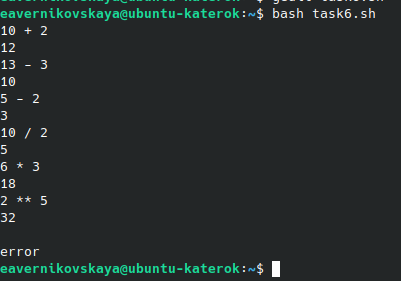 eavernikovskaya@ubuntu-katerok:~$ bash task6.sh
10 + 2
12
13 - 3
10
5 - 2
3
10 / 2
5
6 * 3
18
2 ** 5
32
error
eavernikovskaya@ubuntu-katerok:~$